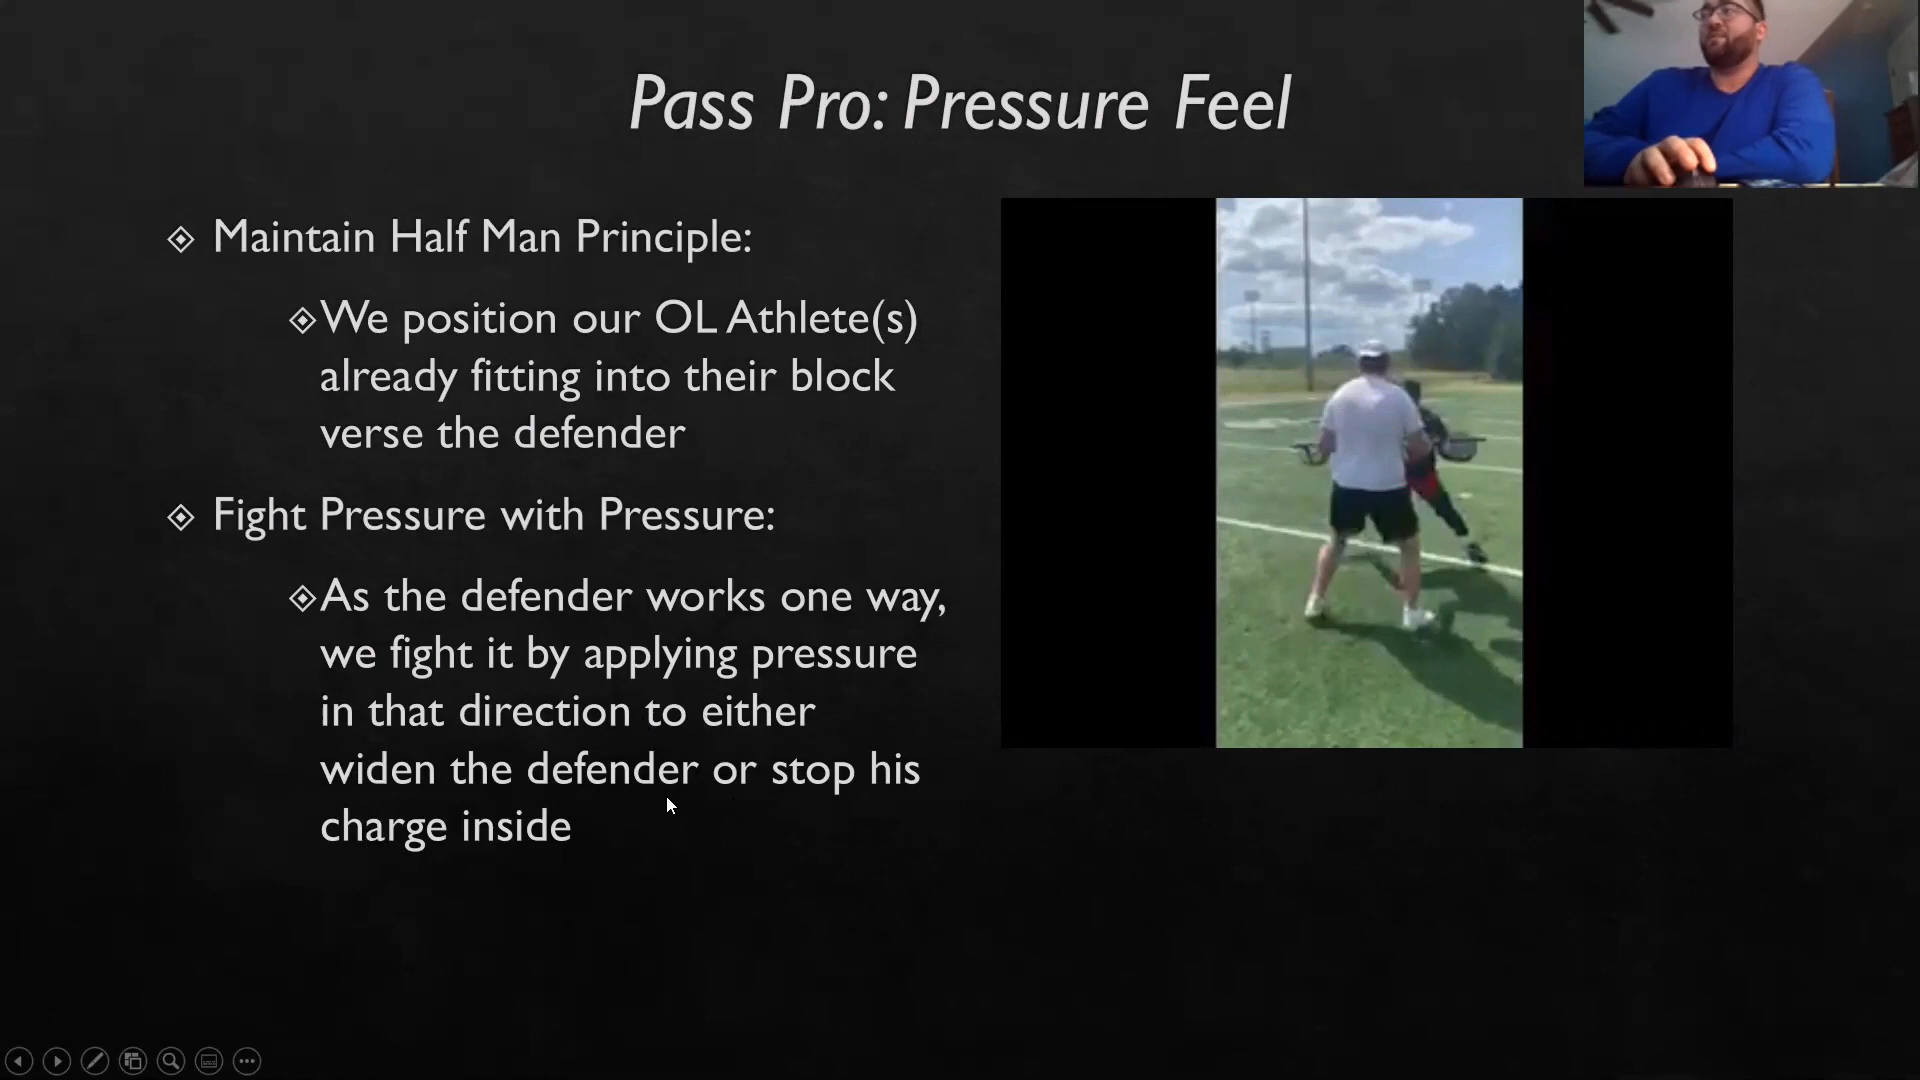 Pass Pro: Pressure Feel
Maintain Half Man Principle:
We position our OL Athlete(s)
already fitting into their block
verse the defender
Fight Pressure with Pressure:
As the defender works one way,
we fight it by applying pressure
in that direction to either
widen the defender or stop his
charge inside